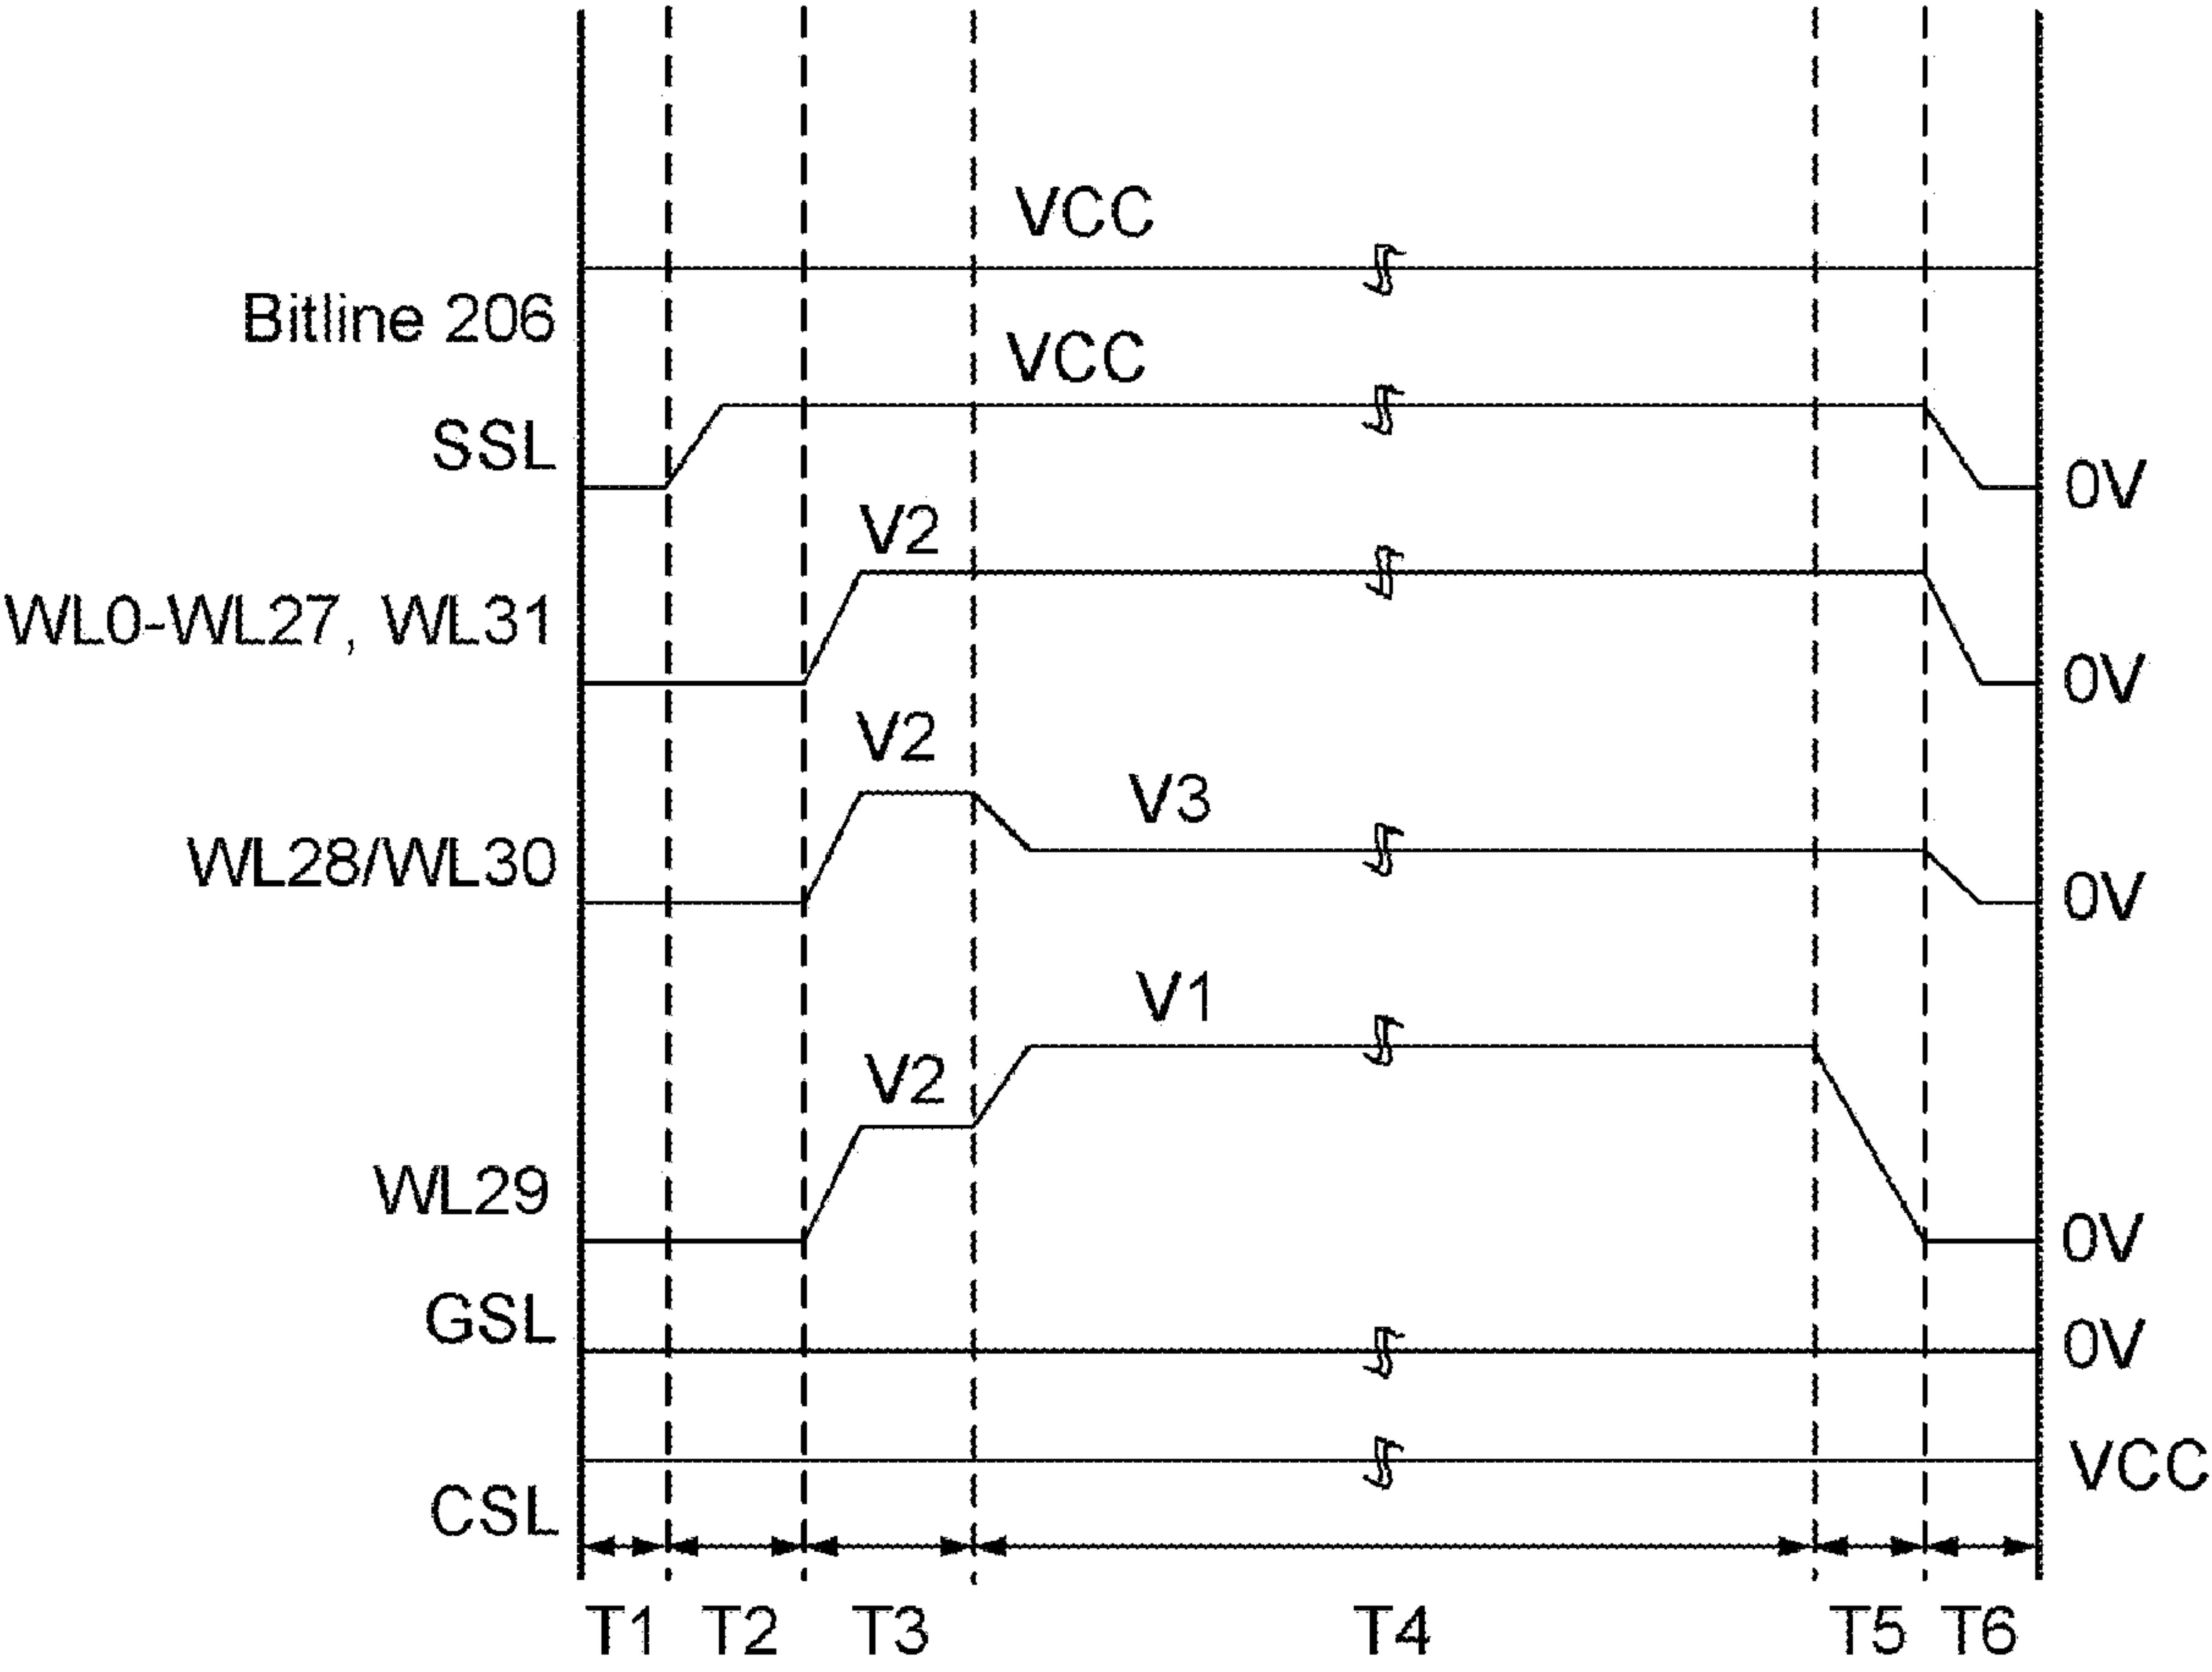 VCC
Bitline 206
VCC
SSL
0V
V2
WL0-WL27, WL31
0V
V2
V3
WL28/WL30
0V
V1
V2
WL29
0V
GSL
0V
VCC
CSL
T1 T2 T3 T4 T5 T6